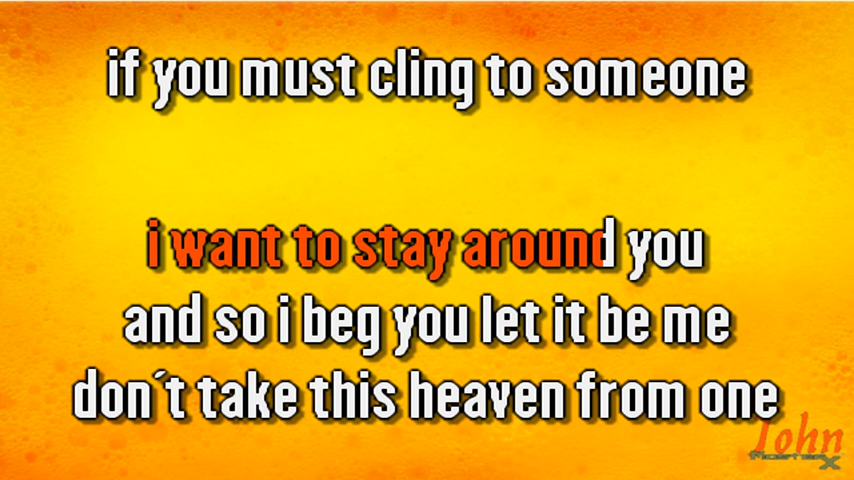 if you must cling to someone
i want to stay around you
and so i beg you let it be me
don´t take this heaven from one
John